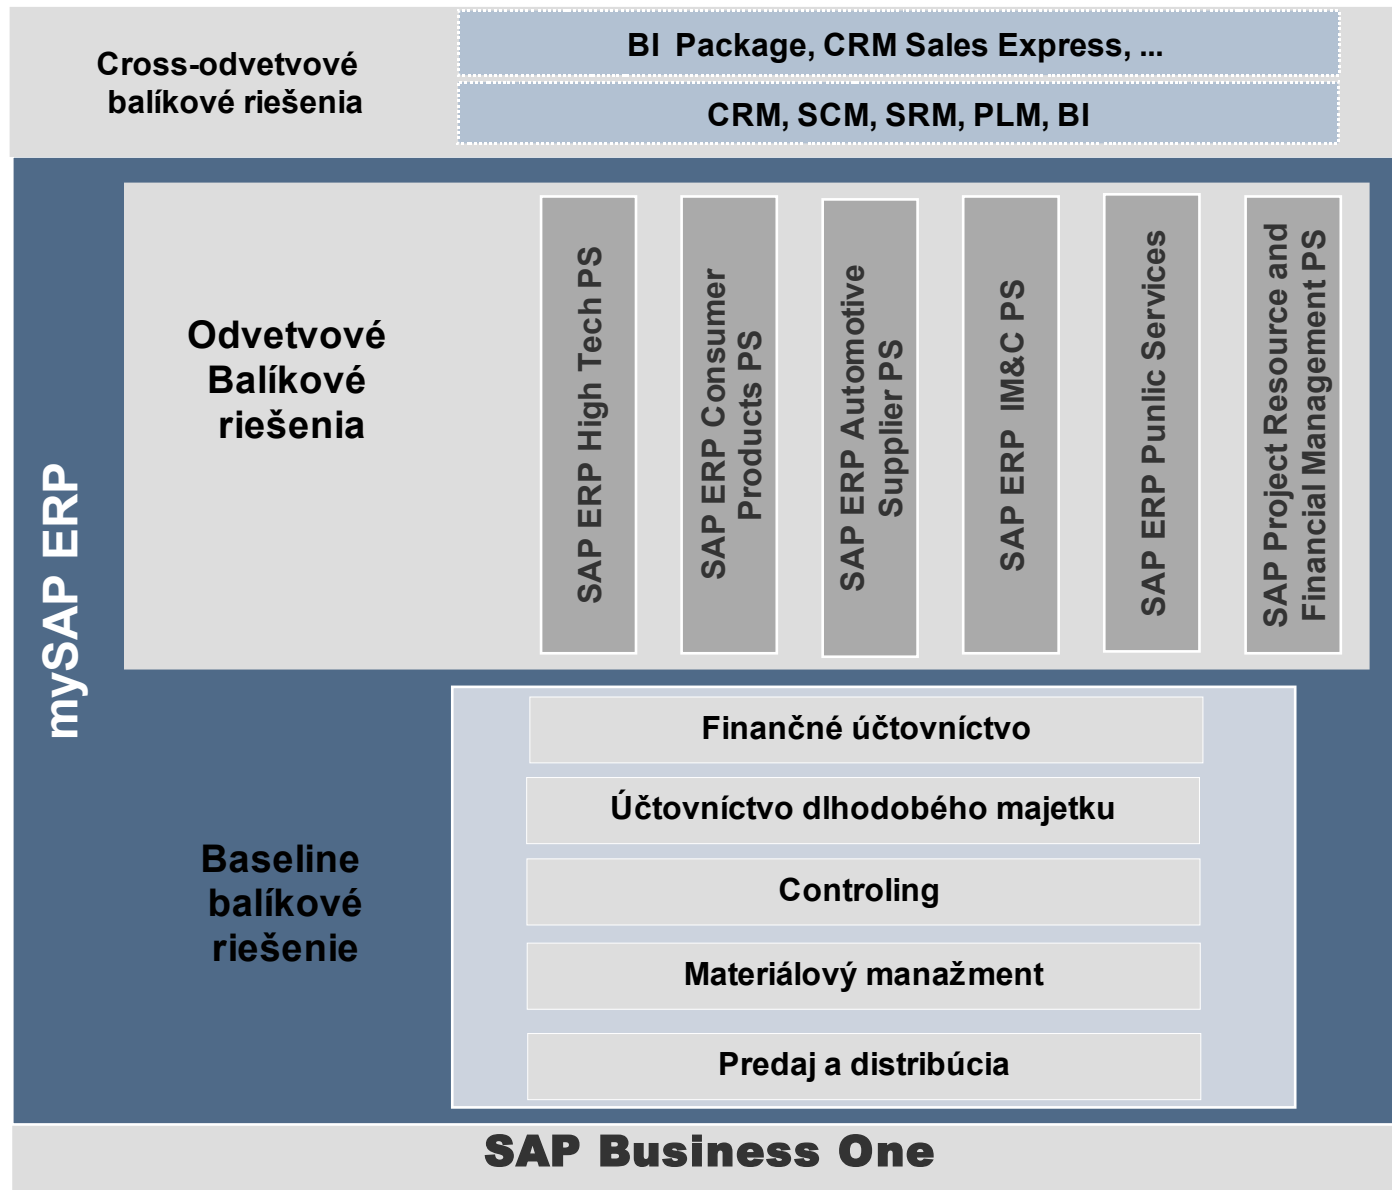 Cross-odvetvové
balíkové riešenia
BI Package, CRM Sales Express, ...
CRM, SCM, SRM, PLM, BI
mySAP ERP
Odvetvové
Balíkové
riešenia
SAP ERP High Tech PS
SAP ERP Consumer
Products PS
SAP ERP Automotive
Supplier PS
SAP ERP IM&C PS
SAP ERP Punlic Services
SAP Project Resource and
Financial Management PS
Baseline
balíkové
riešenie
Finančné účtovníctvo
Účtovníctvo dlhodobého majetku
Controling
Materiálový manažment
Predaj a distribúcia
SAP Business One